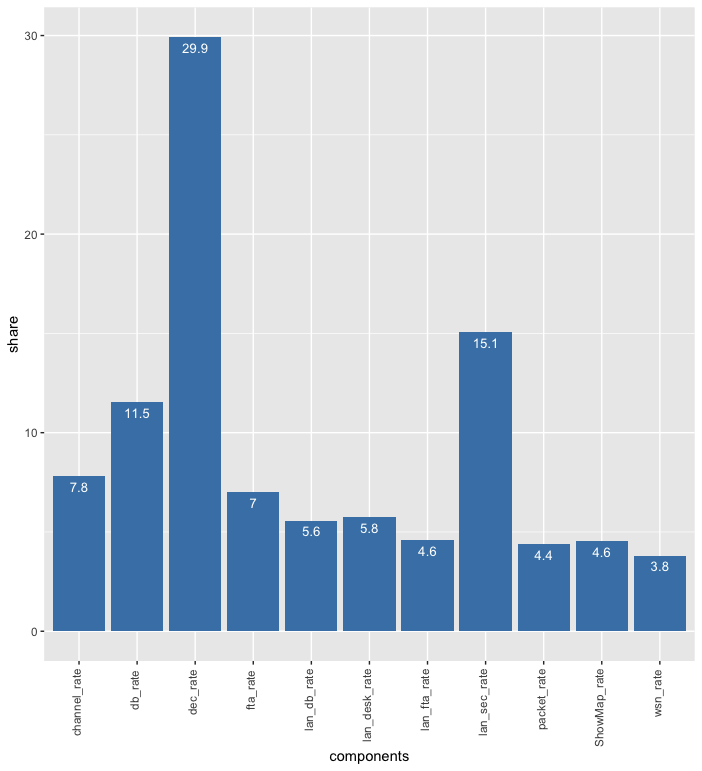 share
30
20
10
0
7.8
11.5
29.9
7
5.6
5.8
4.6
15.1
4.4
4.6
3.8
channel_rate
db_rate
dec_rate
fta_rate
lan_db_rate
lan_desk_rate
lan_fta_rate
lan_sec_rate
packet_rate
ShowMap_rate
wsn_rate
components